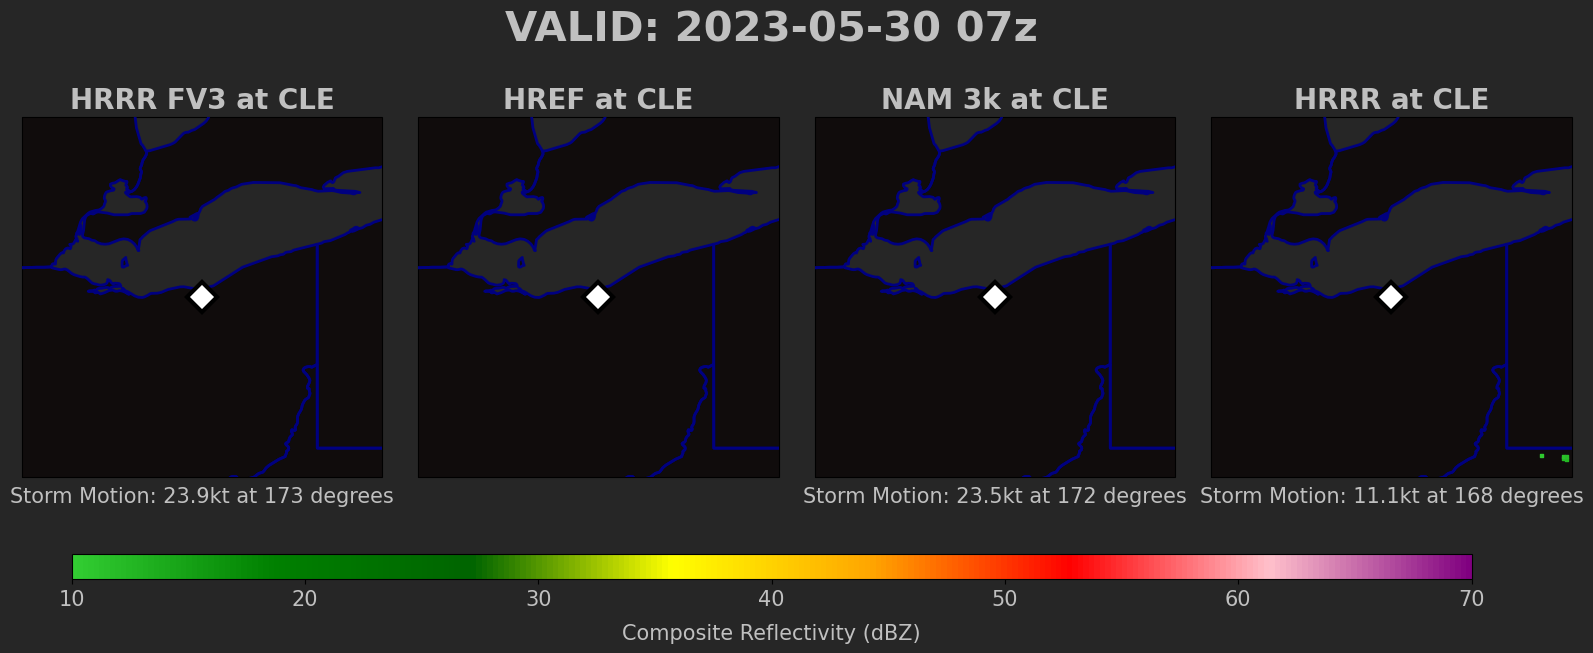 VALID: 2023-05-30 07z
HRRR FV3 at CLE
HREF at CLE
NAM 3k at CLE
HRRR at CLE
Storm Motion: 23.9kt at 173 degrees
Storm Motion: 23.5kt at 172 degrees
Storm Motion: 11.1kt at 168 degrees
10 20 30 40 50 60 70
Composite Reflectivity (dBZ)